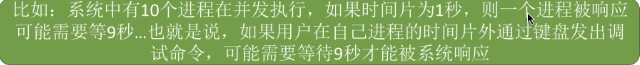 比如：系统中有10个进程在并发执行，如果时间片为1秒，则一个进程被响应
可能需要等9秒...也就是说，如果用户在自己进程的时间片外通过键盘发出调
试命令，可能需要等待9秒才能被系统响应